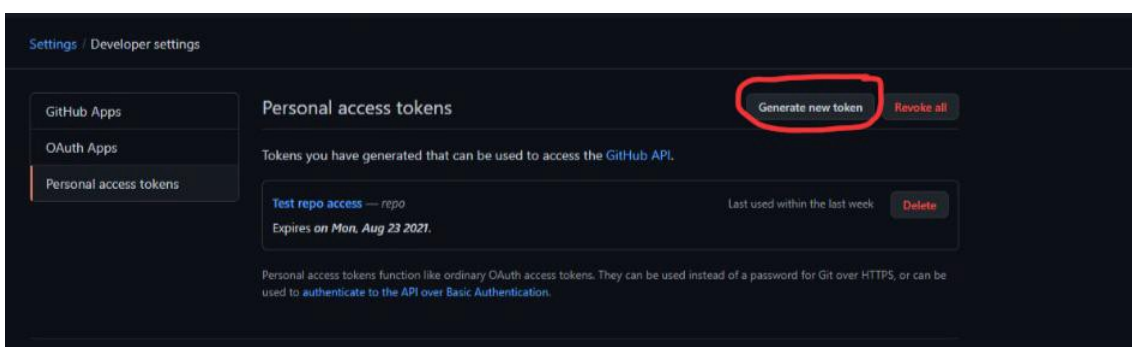 Settings / Developer settings
GitHub Apps
OAuth Apps
Personal access tokens
Personal access tokens
Generate new token
Revoke all
Tokens you have generated that can be used to access the GitHub API.
Test repo access — repo
Last used within the last week
Delete
Expires on Mon, Aug 23 2021.
Personal access tokens function like ordinary OAuth access tokens. They can be used instead of a password for Git over HTTPS, or can be
used to authenticate to the API over Basic Authentication.